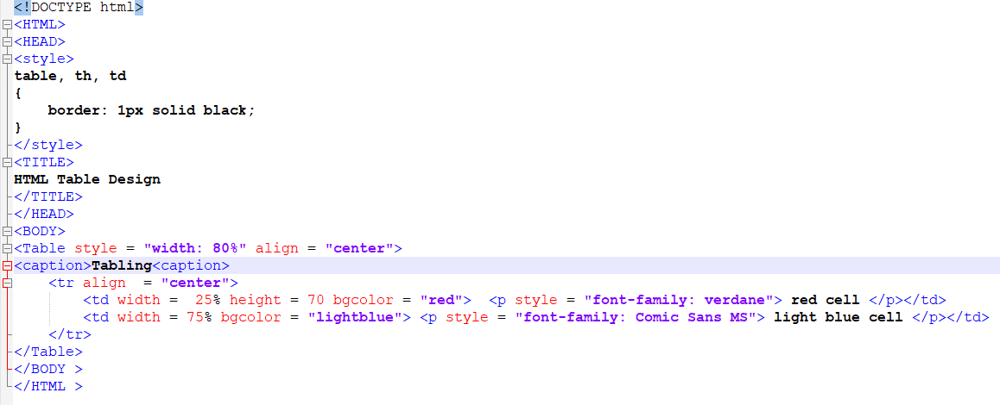 <!DOCTYPE html>
<HTML>
<HEAD>
<style>
table, th, td
{
    border: 1px solid black;
}
</style>
<TITLE>
HTML Table Design
</TITLE>
</HEAD>
<BODY>
<Table style = "width: 80%" align = "center">
<caption>Tabling<caption>
    <tr align  = "center">
        <td width =  25% height = 70 bgcolor = "red">  <p style = "font-family: verdane"> red cell </p></td>
        <td width = 75% bgcolor = "lightblue"> <p style = "font-family: Comic Sans MS"> light blue cell </p></td>
    </tr>
</Table>
</BODY >
</HTML >